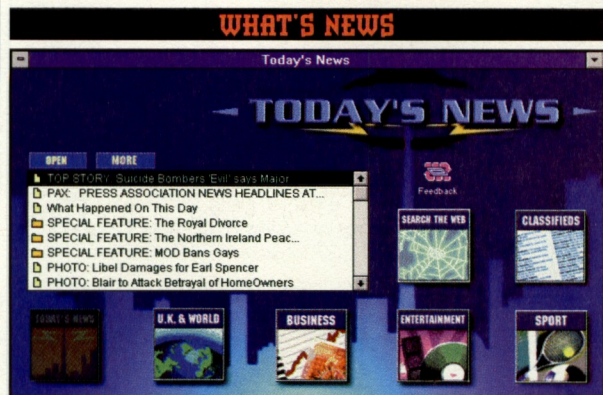 WHAT'S NEWS
Today's News
TODAY'S NEWS
OPEN MORE
TOP STORY: Suicide Bombers 'Evil' says Major
PAX: PRESS ASSOCIATION NEWS HEADLINES AT...
What Happened On This Day
SPECIAL FEATURE: The Royal Divorce
SPECIAL FEATURE: The Northern Ireland Peac...
SPECIAL FEATURE: MOD Bans Gays
PHOTO: Libel Damages for Earl Spencer
PHOTO: Blair to Attack Betrayal of HomeOwners
Feedback
SEARCH THE WEB
CLASSIFIEDS
TODAY'S NEWS
U.K. & WORLD
BUSINESS
ENTERTAINMENT
SPORT